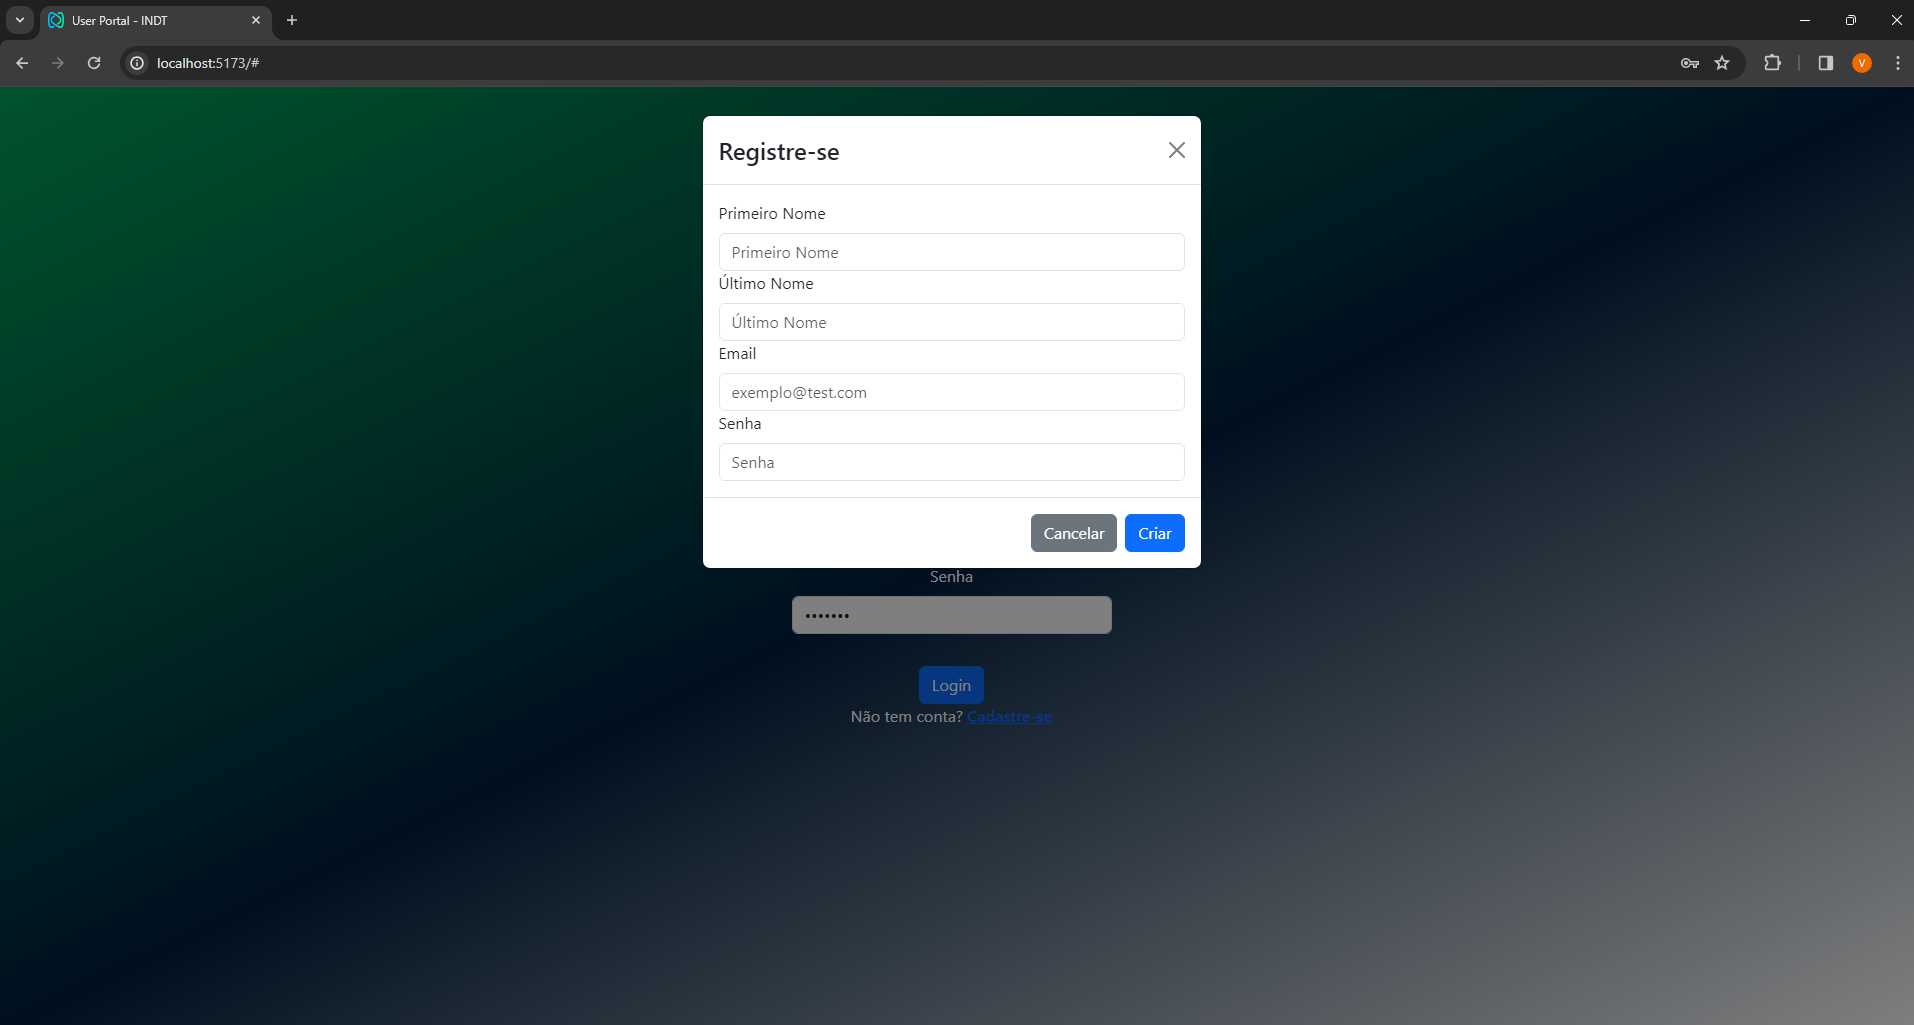 User Portal - INDT
localhost:5173/#
V
Registre-se
Primeiro Nome
Primeiro Nome
Último Nome
Último Nome
Email
exemplo@test.com
Senha
Senha
Cancelar Criar
Senha
•••••••
Login
Não tem conta? Cadastre-se